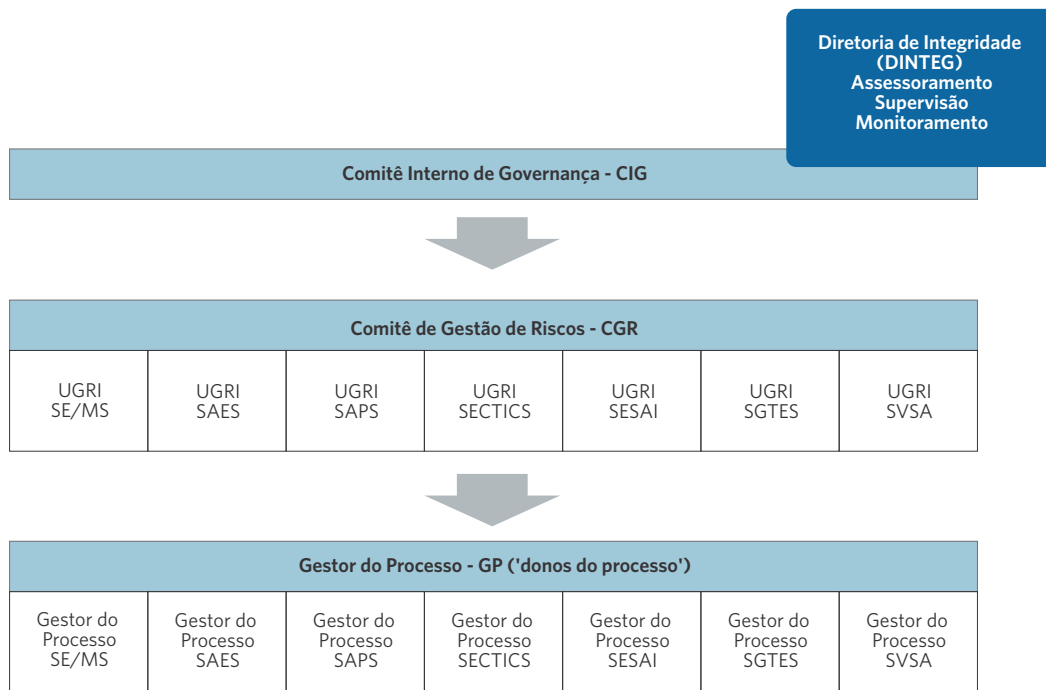 Diretoria de Integridade
(DINTEG)
Assessoramento
Supervisão
Monitoramento
Comitê Interno de Governança - CIG
Comitê de Gestão de Riscos - CGR
UGRI
SE/MS
UGRI
SAES
UGRI
SAPS
UGRI
SECTICS
UGRI
SESAI
UGRI
SGTES
UGRI
SVSA
Gestor do Processo - GP ('donos do processo')
Gestor do
Processo
SE/MS
Gestor do
Processo
SAES
Gestor do
Processo
SAPS
Gestor do
Processo
SECTICS
Gestor do
Processo
SESAI
Gestor do
Processo
SGTES
Gestor do
Processo
SVSA